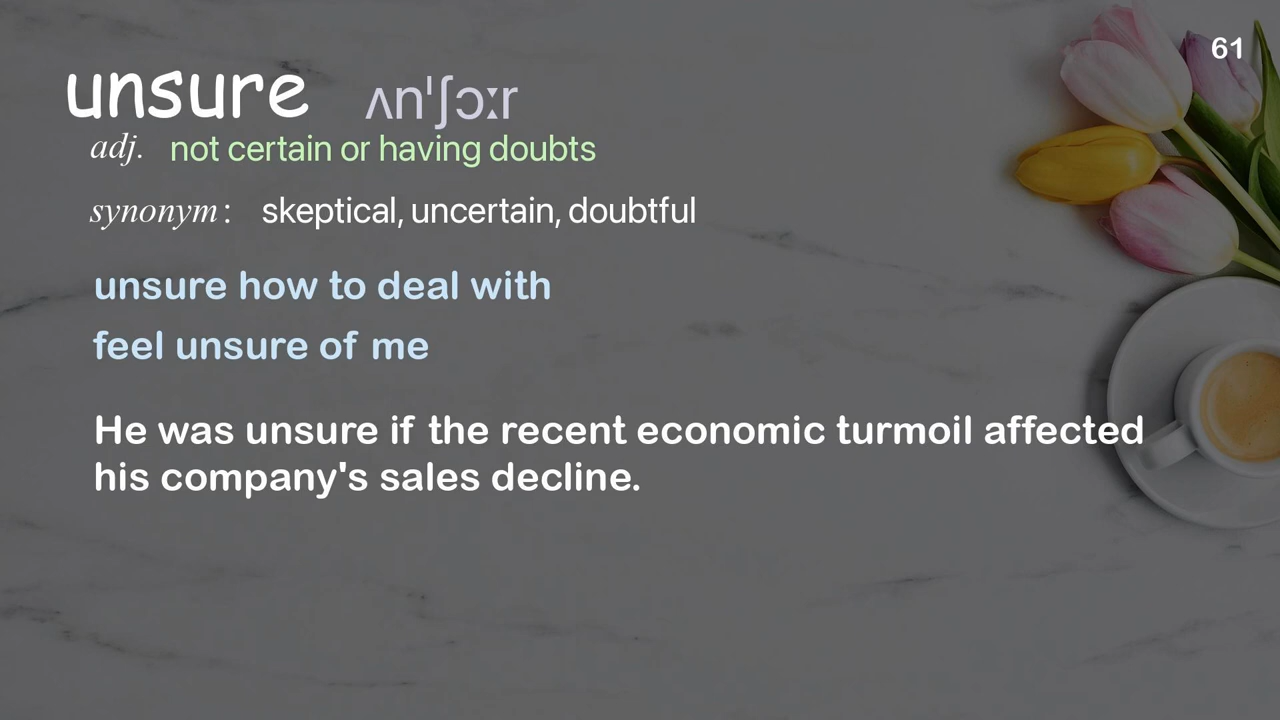 61
unsure ʌnˈʃɔːr
adj. not certain or having doubts
synonym: skeptical, uncertain, doubtful
unsure how to deal with
feel unsure of me
He was unsure if the recent economic turmoil affected
his company's sales decline.